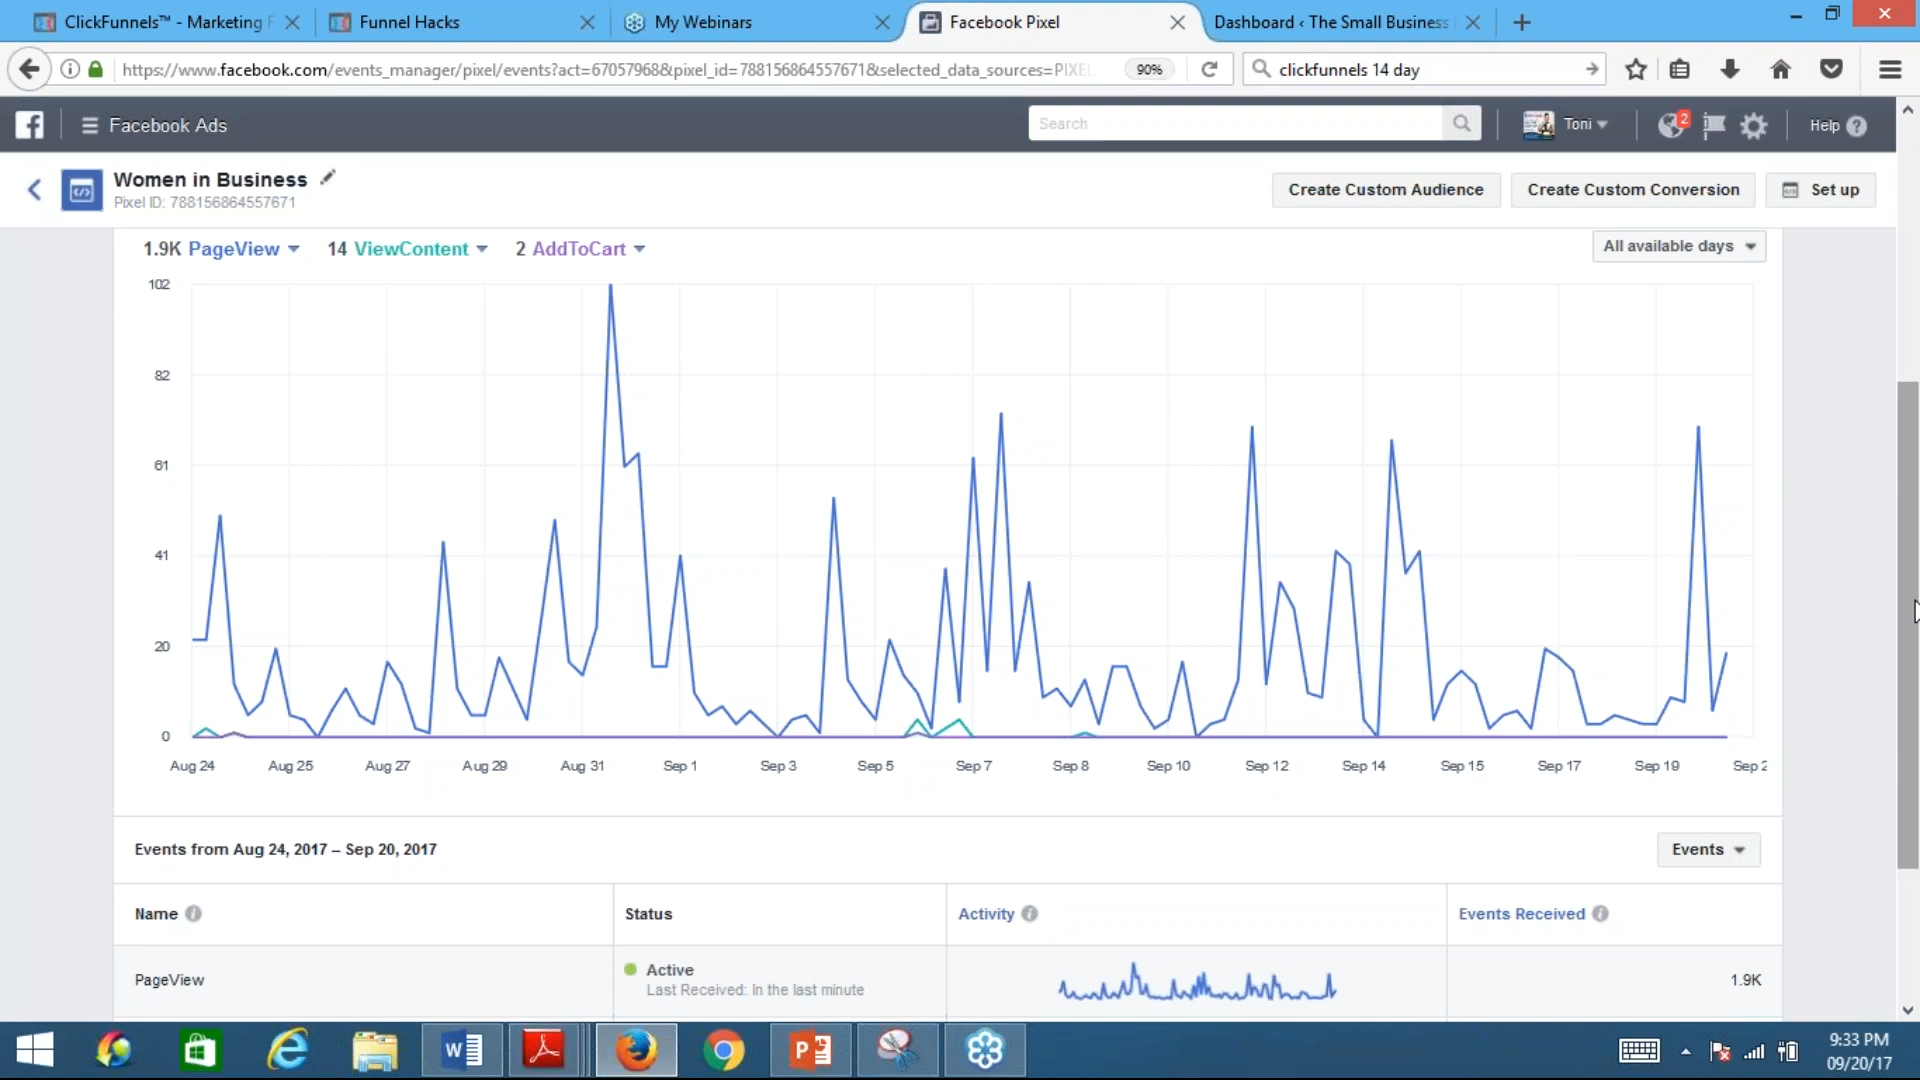 ClickFunnels™ - Marketing F
Funnel Hacks
My Webinars
Facebook Pixel
Dashboard ‹ The Small Business
https://www.facebook.com/events_manager/pixel/events?act=67057968&pixel_id=788156864557671&selected_data_sources=PIXE
90%
clickfunnels 14 day
Facebook Ads
Search
Toni
2
Help
Women in Business
Pixel ID: 788156864557671
Create Custom Audience
Create Custom Conversion
Set up
1.9K PageView
14 ViewContent
2 AddToCart
All available days
102
82
61
41
20
0
Aug 24 Aug 25 Aug 27 Aug 29 Aug 31 Sep 1 Sep 3 Sep 5 Sep 7 Sep 8 Sep 10 Sep 12 Sep 14 Sep 15 Sep 17 Sep 19 Sep 2
Events from Aug 24, 2017 – Sep 20, 2017
Events
Name
Status
Activity
Events Received
PageView
Active
Last Received: In the last minute
1.9K
9:33 PM
09/20/17